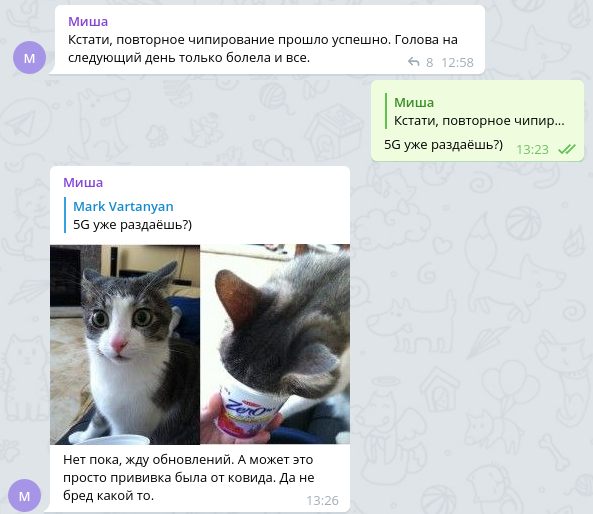 Миша
Кстати, повторное чипирование прошло успешно. Голова на
следующий день только болела и все.
8 12:58
М
Миша
Кстати, повторное чипир...
5G уже раздаёшь?)
13:23
Миша
Mark Vartanyan
5G уже раздаёшь?)
Zero
Нет пока, жду обновлений. А может это
просто прививка была от ковида. Да не
бред какой то.
13:26
М